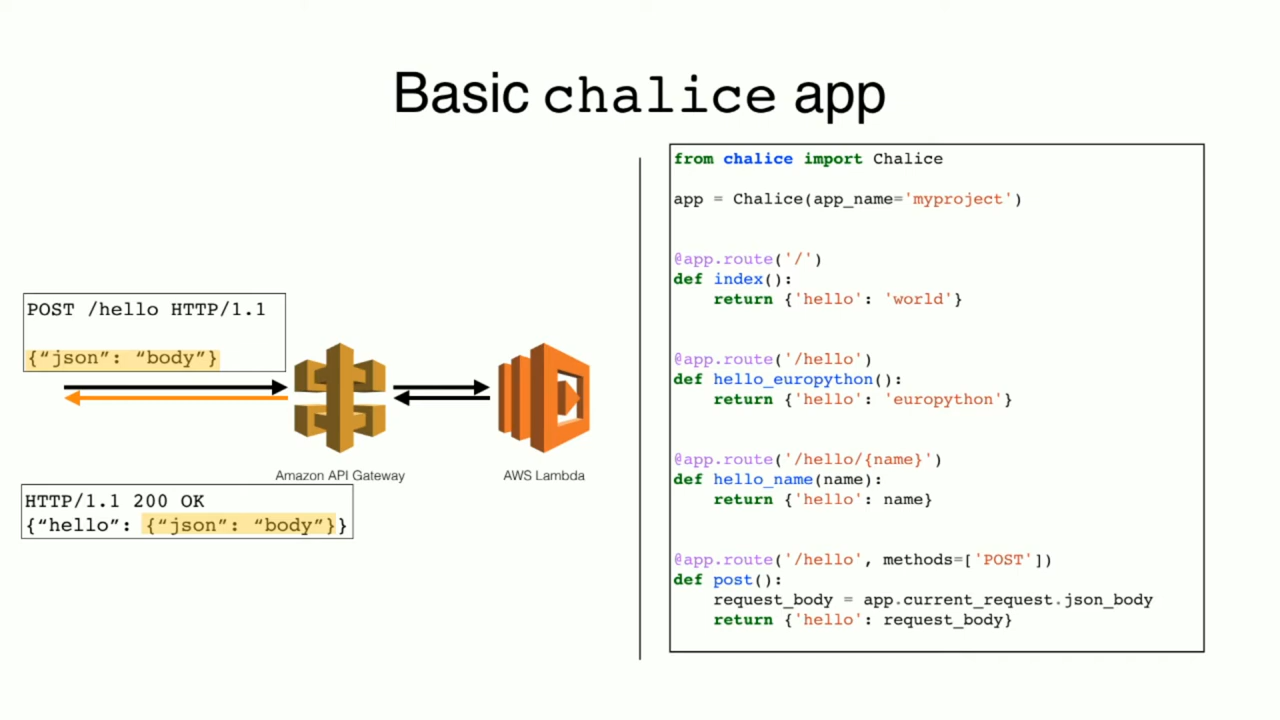 Basic chalice app
POST /hello HTTP/1.1
{“json”: “body”}
Amazon API Gateway
AWS Lambda
HTTP/1.1 200 OK
{“hello”: {“json”: “body”}}
from chalice import Chalice
app = Chalice(app_name='myproject')
@app.route('/')
def index():
    return {'hello': 'world'}
@app.route('/hello')
def hello_europython():
    return {'hello': 'europython'}
@app.route('/hello/{name}')
def hello_name(name):
    return {'hello': name}
@app.route('/hello', methods=['POST'])
def post():
    request_body = app.current_request.json_body
    return {'hello': request_body}